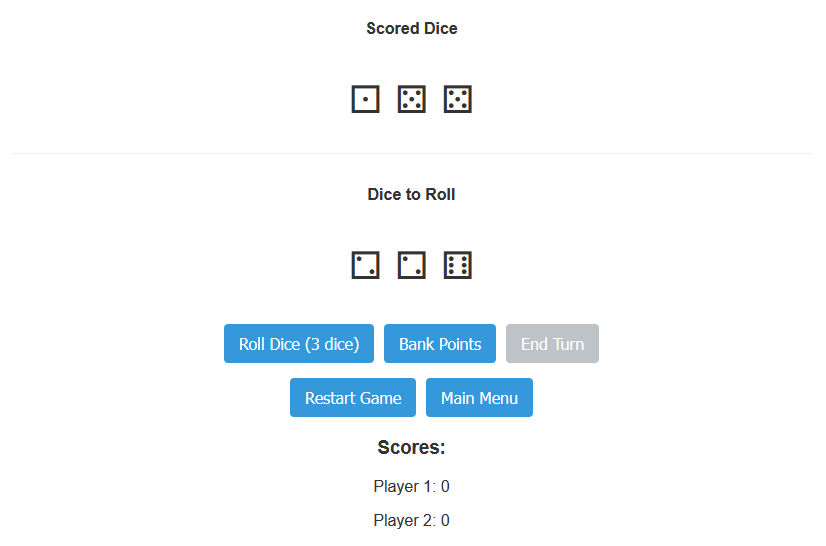 Scored Dice
Dice to Roll
Roll Dice (3 dice) Bank Points End Turn
Restart Game Main Menu
Scores:
Player 1: 0
Player 2: 0